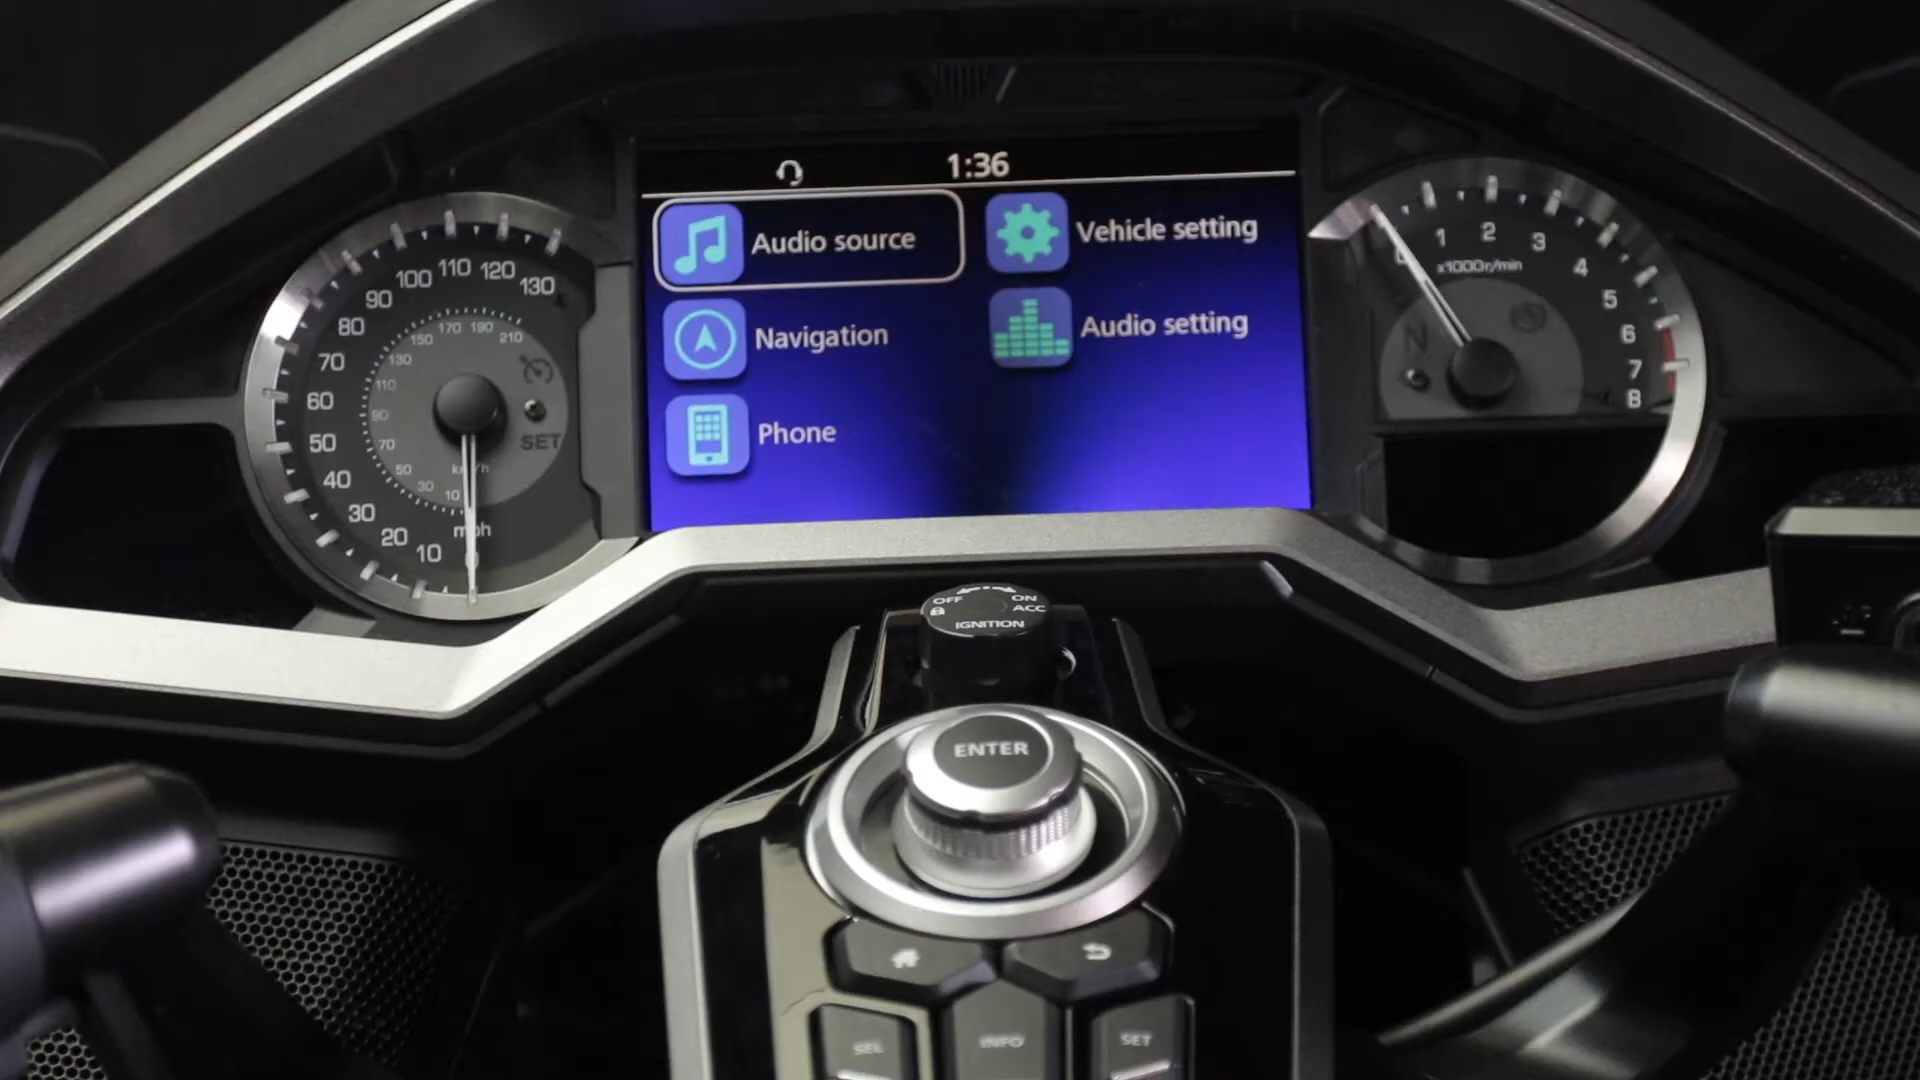 1:36
Audio source
Vehicle setting
Navigation
Audio setting
Phone
130
120
110
100
90
80
70
60
50
40
30
20
10
mph
210
190
170
150
130
110
90
70
50
30
10
km/h
SET
1
2
3
4
5
6
7
8
x1000r/min
N
OFF
ON
ACC
IGNITION
ENTER
SEL
INFO
SET